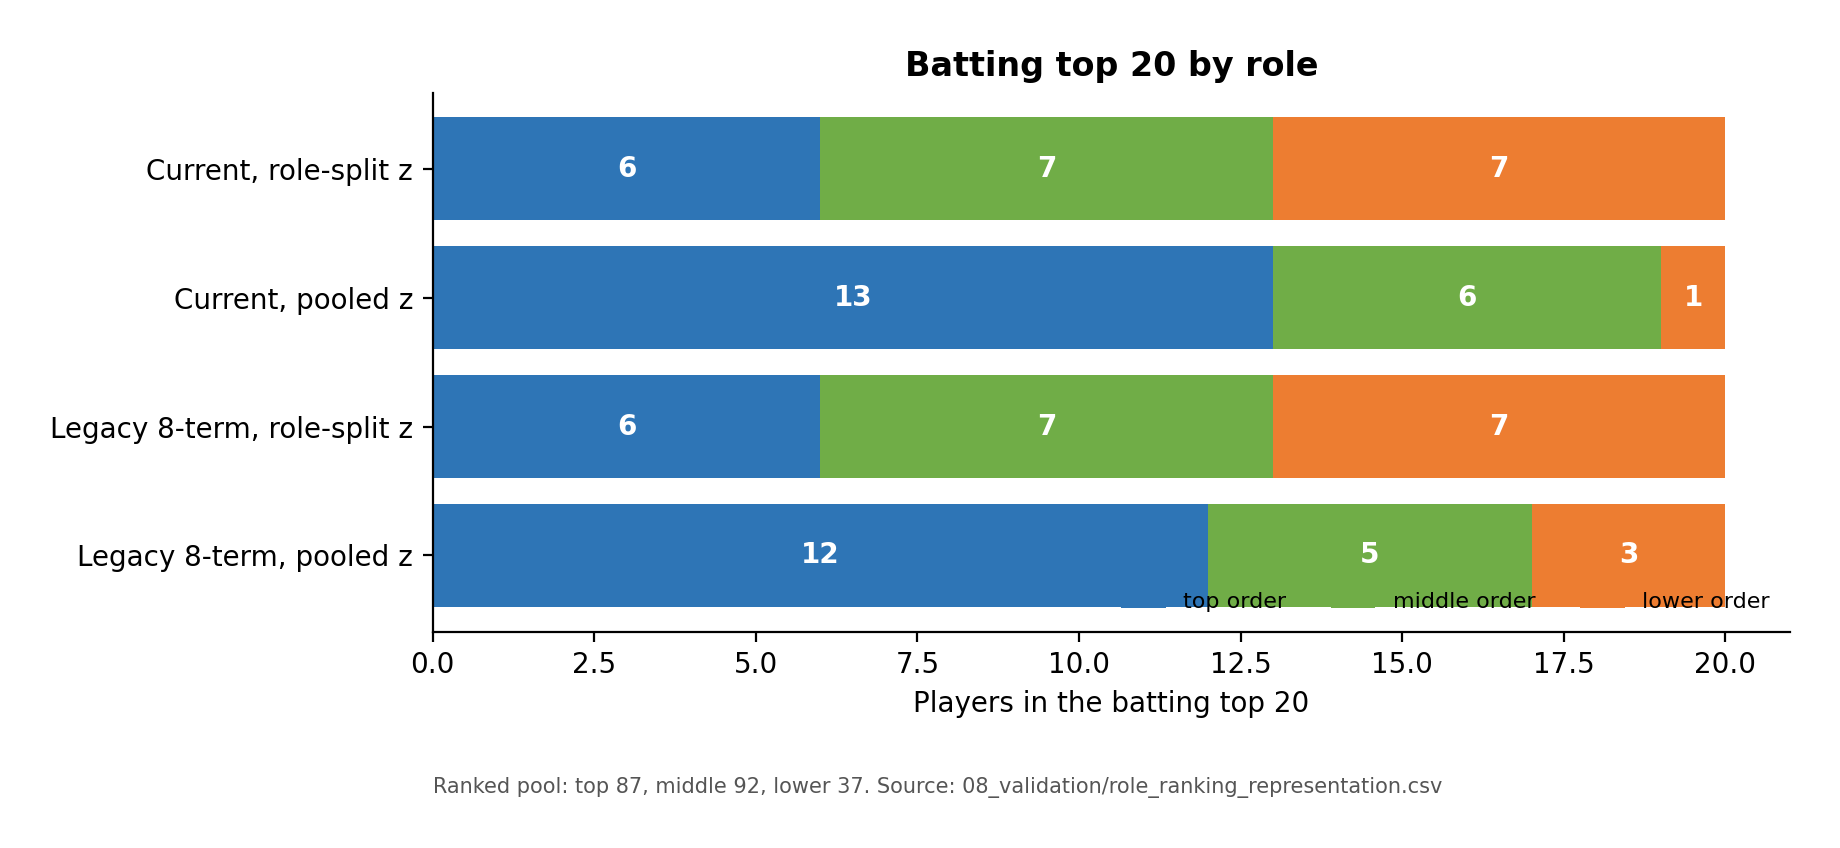 Batting top 20 by role
Current, role-split z
6 7 7
Current, pooled z
13 6 1
Legacy 8-term, role-split z
6 7 7
Legacy 8-term, pooled z
12 5 3
top order middle order lower order
0.0 2.5 5.0 7.5 10.0 12.5 15.0 17.5 20.0
Players in the batting top 20
Ranked pool: top 87, middle 92, lower 37. Source: 08_validation/role_ranking_representation.csv